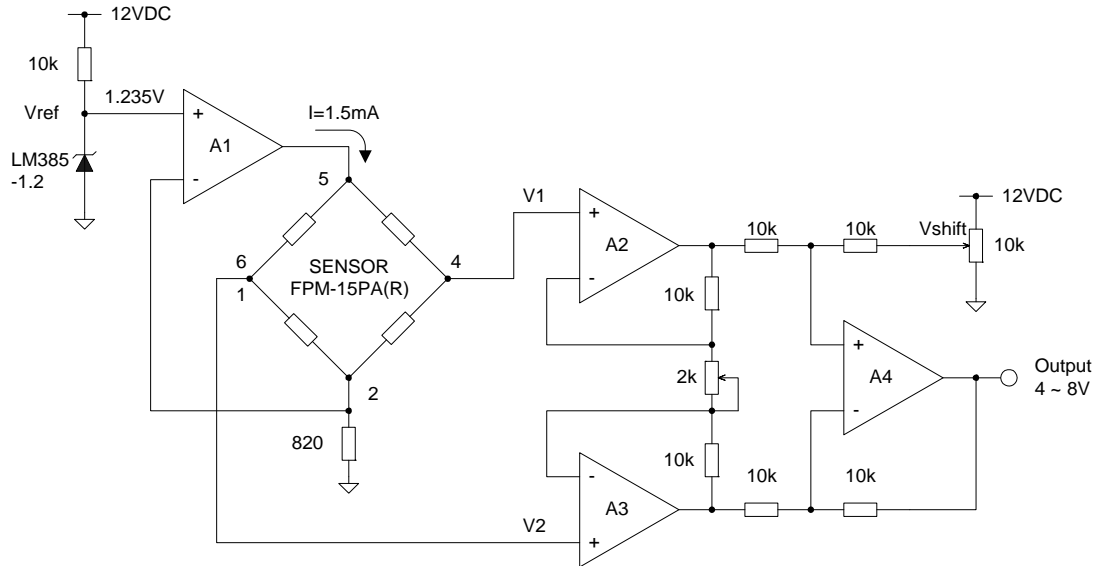 12VDC
10k
1.235V
Vref
LM385
-1.2
+
-
A1
I=1.5mA
5
6
1
4
2
SENSOR
FPM-15PA(R)
820
V1
V2
+
-
A2
10k
2k
10k
-
+
A3
10k
10k
Vshift
12VDC
10k
10k
10k
+
-
A4
Output
4 ~ 8V